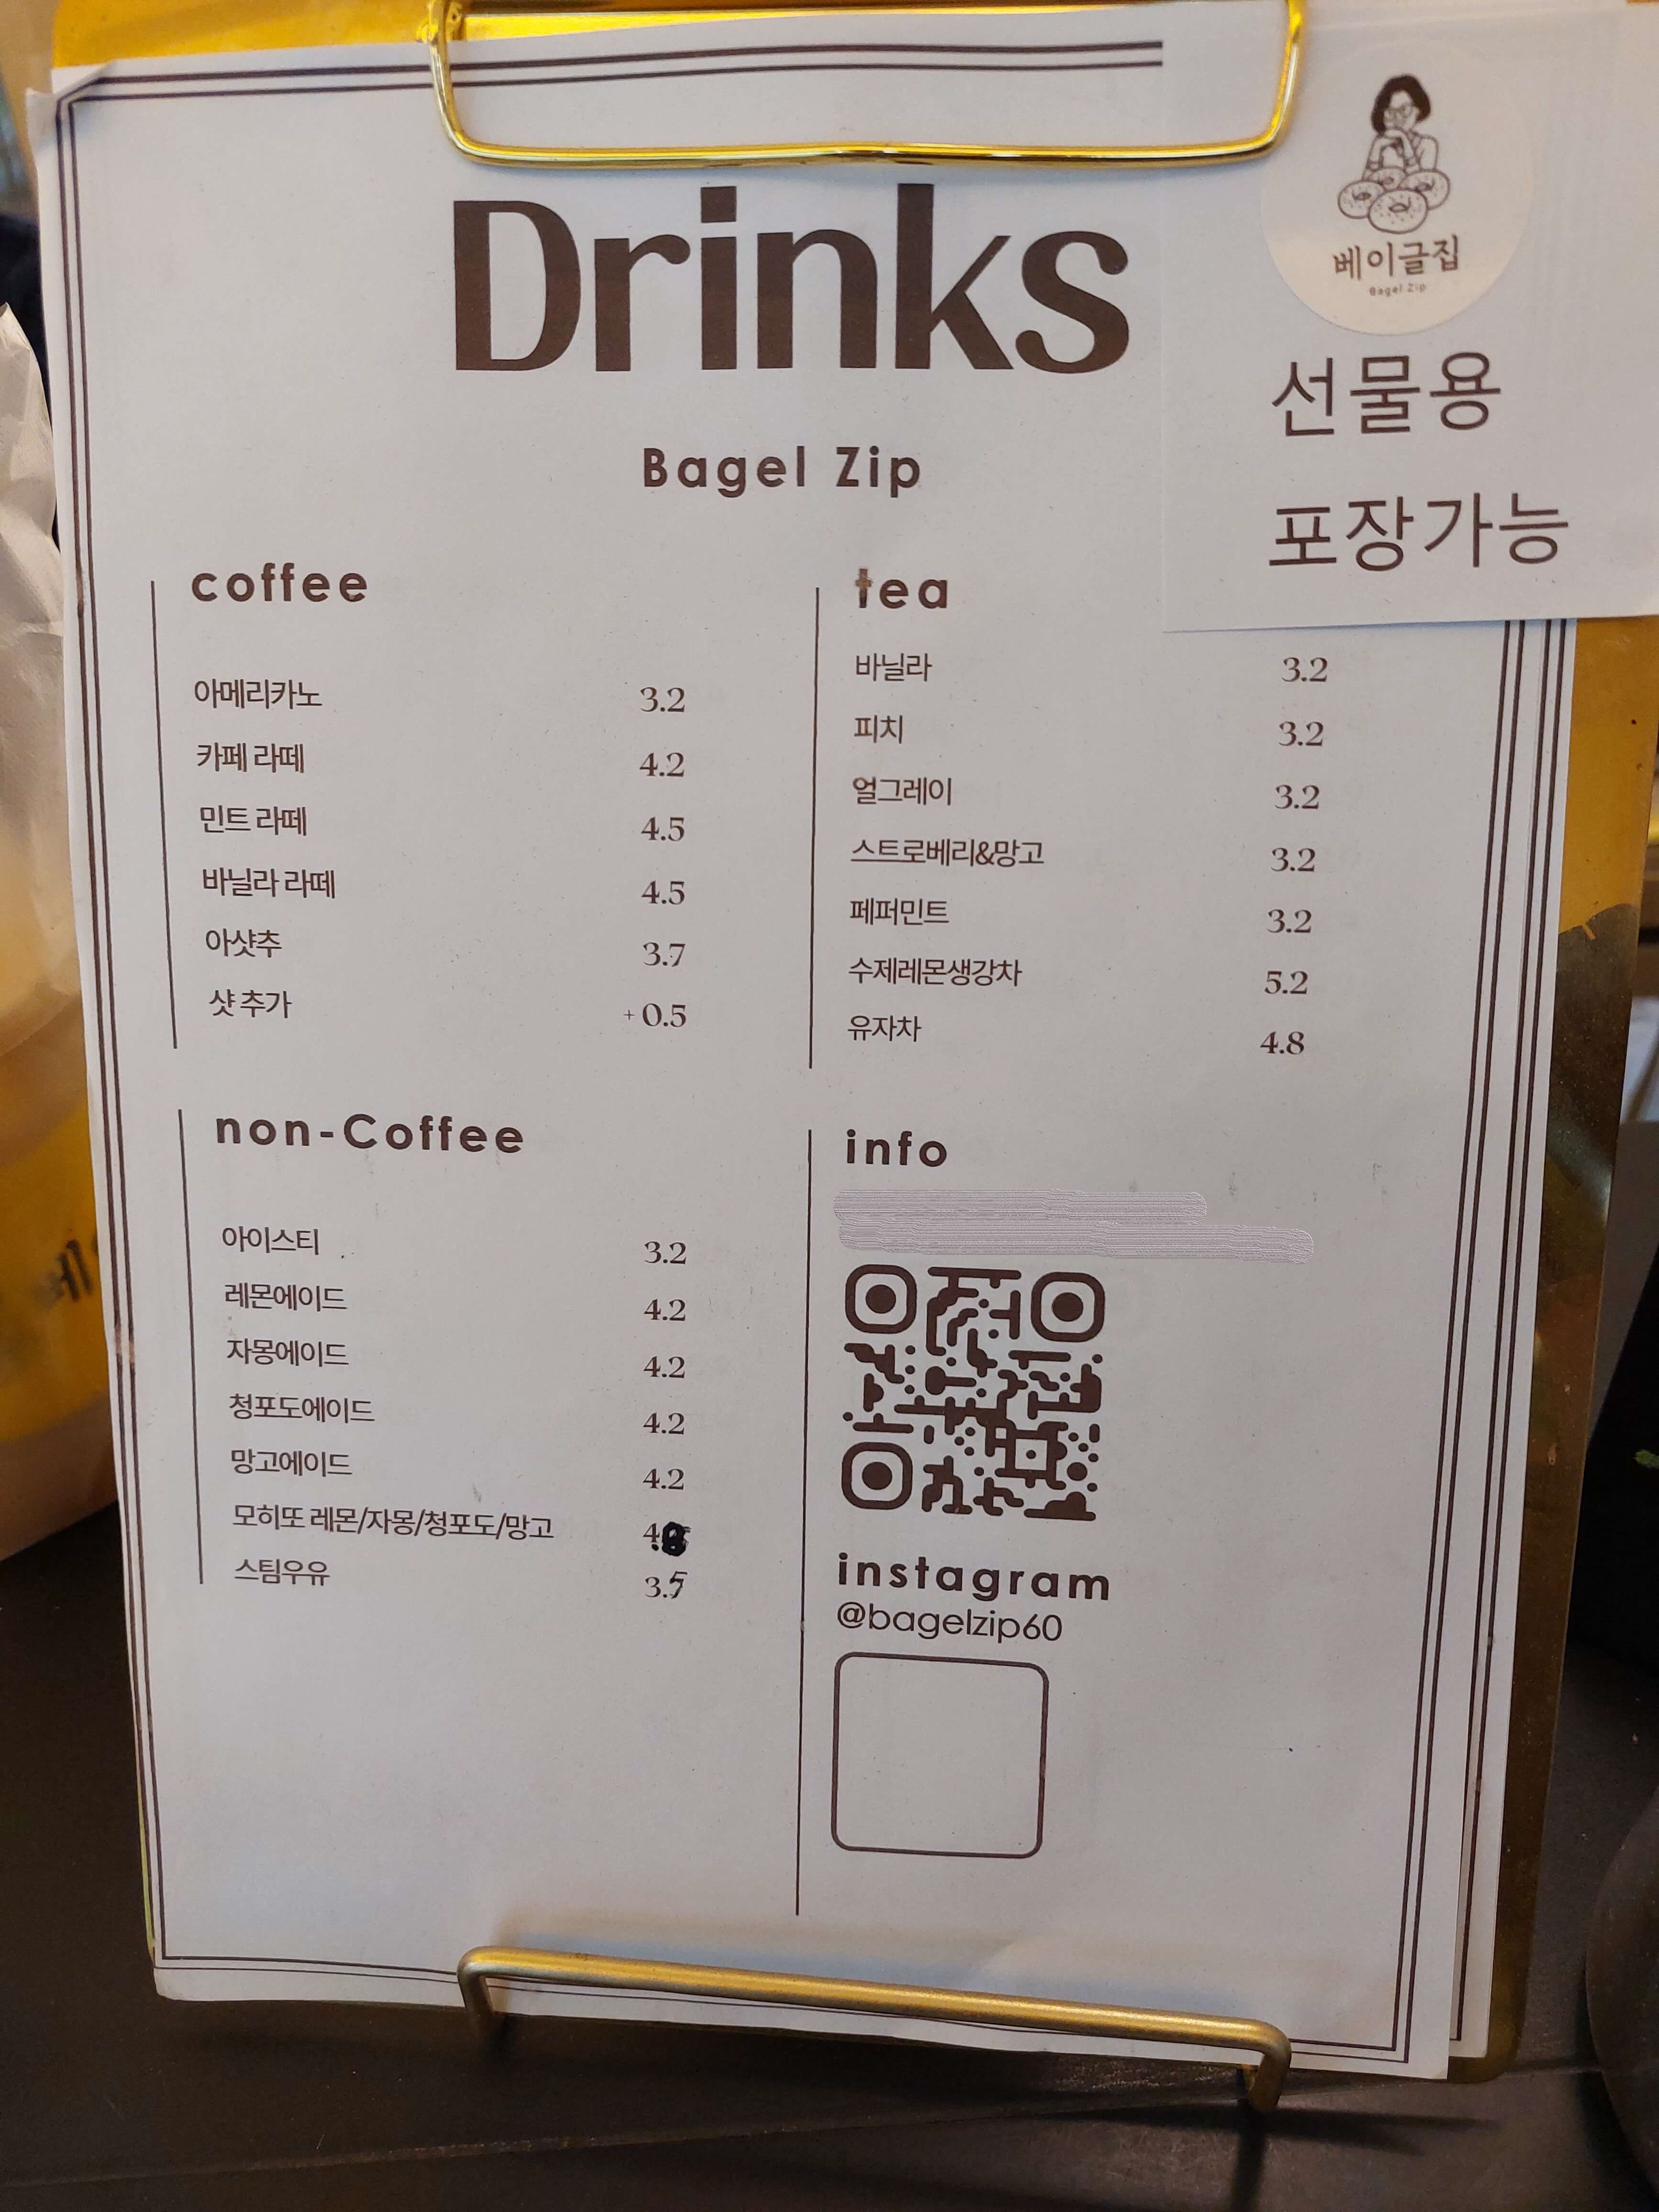 Drinks
Bagel Zip
베이글집
Bagel Zip
선물용
포장가능
coffee
아메리카노 3.2
카페 라떼 4.2
민트 라떼 4.5
바닐라 라떼 4.5
아샷추 3.7
샷 추가 +0.5
tea
바닐라 3.2
피치 3.2
얼그레이 3.2
스트로베리&망고 3.2
페퍼민트 3.2
수제레몬생강차 5.2
유자차 4.8
non-Coffee
아이스티 3.2
레몬에이드 4.2
자몽에이드 4.2
청포도에이드 4.2
망고에이드 4.2
모히또 레몬/자몽/청포도/망고 4.8
스팀우유 3.5
info
instagram
@bagelzip60